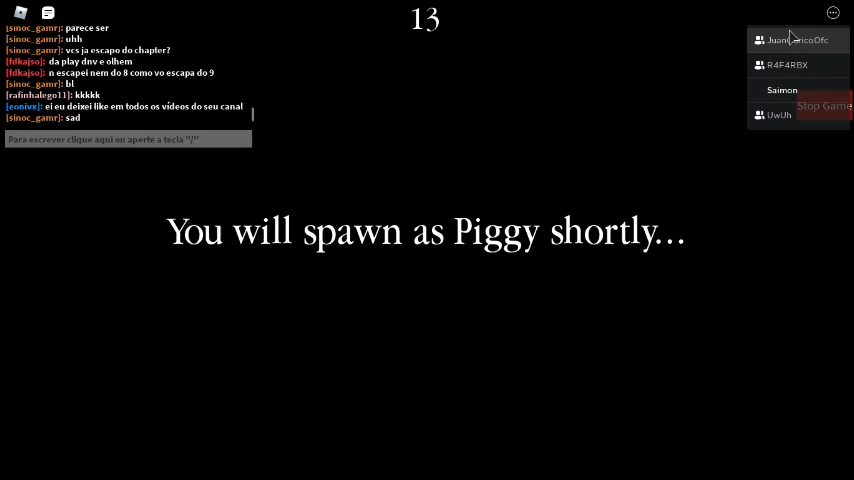 13
[sinoc_gamr]: parece ser
[sinoc_gamr]: uhh
[sinoc_gamr]: vcs ja escapo do chapter?
[fdkajso]: da play dnv e olhem
[fdkajso]: n escapei nem do 8 como vo escapa do 9
[sinoc_gamr]: bl
[rafinhalego11]: kkkkk
[eonivx]: ei eu deixei like em todos os vídeos do seu canal
[sinoc_gamr]: sad
Para escrever clique aqui ou aperte a tecla "/"
R4F4RBX
Saimon
Stop Game
UwUh
You will spawn as Piggy shortly...